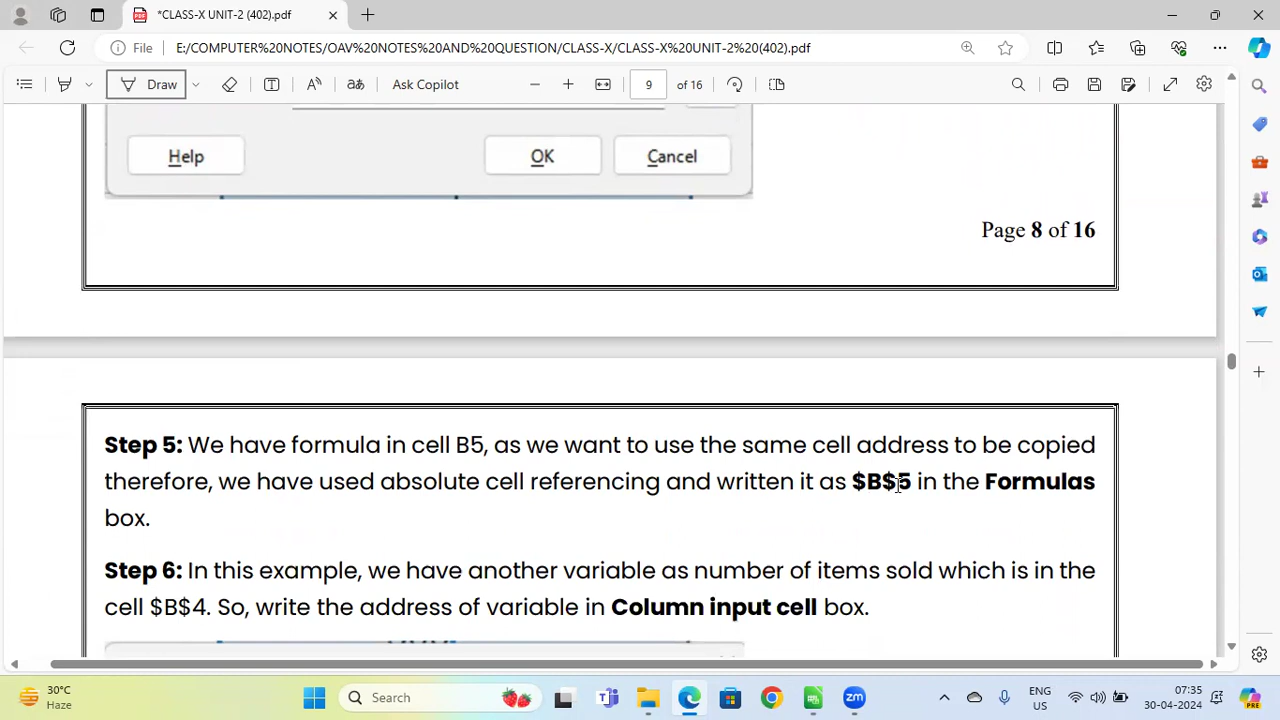 *CLASS-X UNIT-2 (402).pdf
File
E:/COMPUTER%20NOTES/OAV%20NOTES%20AND%20QUESTION/CLASS-X/CLASS-X%20UNIT-2%20(402).pdf
Draw
aあ
Ask Copilot
9
of 16
Help
OK
Cancel
Page 8 of 16
Step 5: We have formula in cell B5, as we want to use the same cell address to be copied
therefore, we have used absolute cell referencing and written it as $B$5 in the Formulas
box.
Step 6: In this example, we have another variable as number of items sold which is in the
cell $B$4. So, write the address of variable in Column input cell box.
30°C
Haze
Search
zm
ENG
US
07:35
30-04-2024
PRE